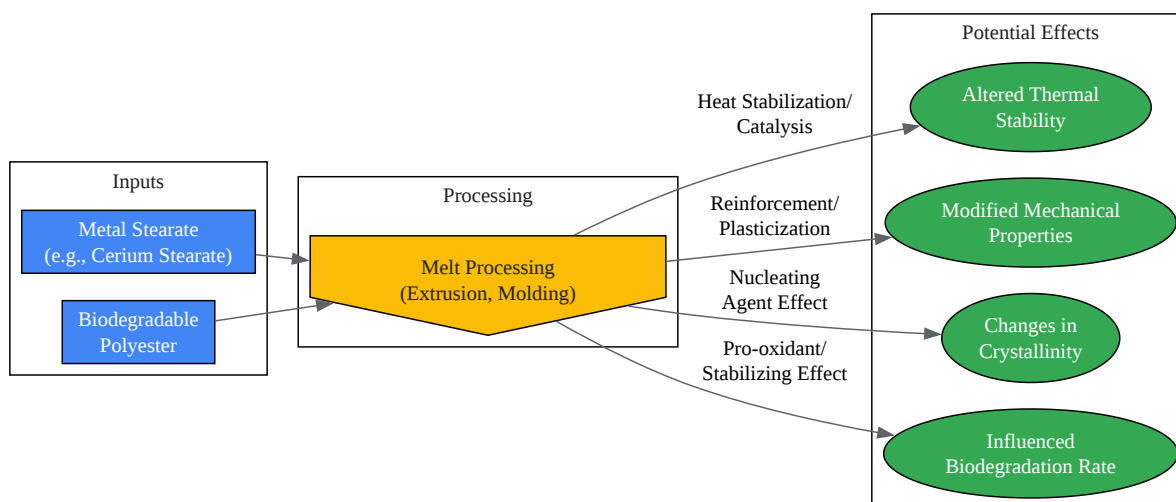 Inputs
Metal Stearate
(e.g., Cerium Stearate)
Biodegradable
Polyester
Processing
Melt Processing
(Extrusion, Molding)
Heat Stabilization/
Catalysis
Reinforcement/
Plasticization
Nucleating
Agent Effect
Pro-oxidant/
Stabilizing Effect
Potential Effects
Altered Thermal
Stability
Modified Mechanical
Properties
Changes in
Crystallinity
Influenced
Biodegradation Rate